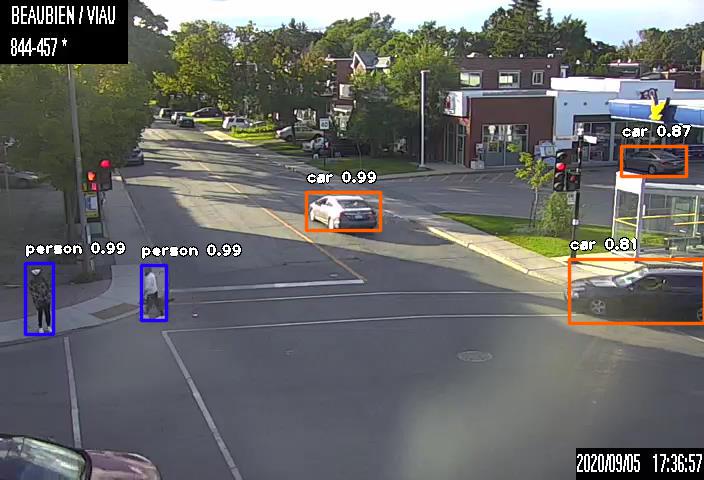 BEAUBIEN / VIAU
844-457 *
car 0.87
car 0.99
car 0.81
person 0.99
person 0.99
2020/09/05 17:36:57